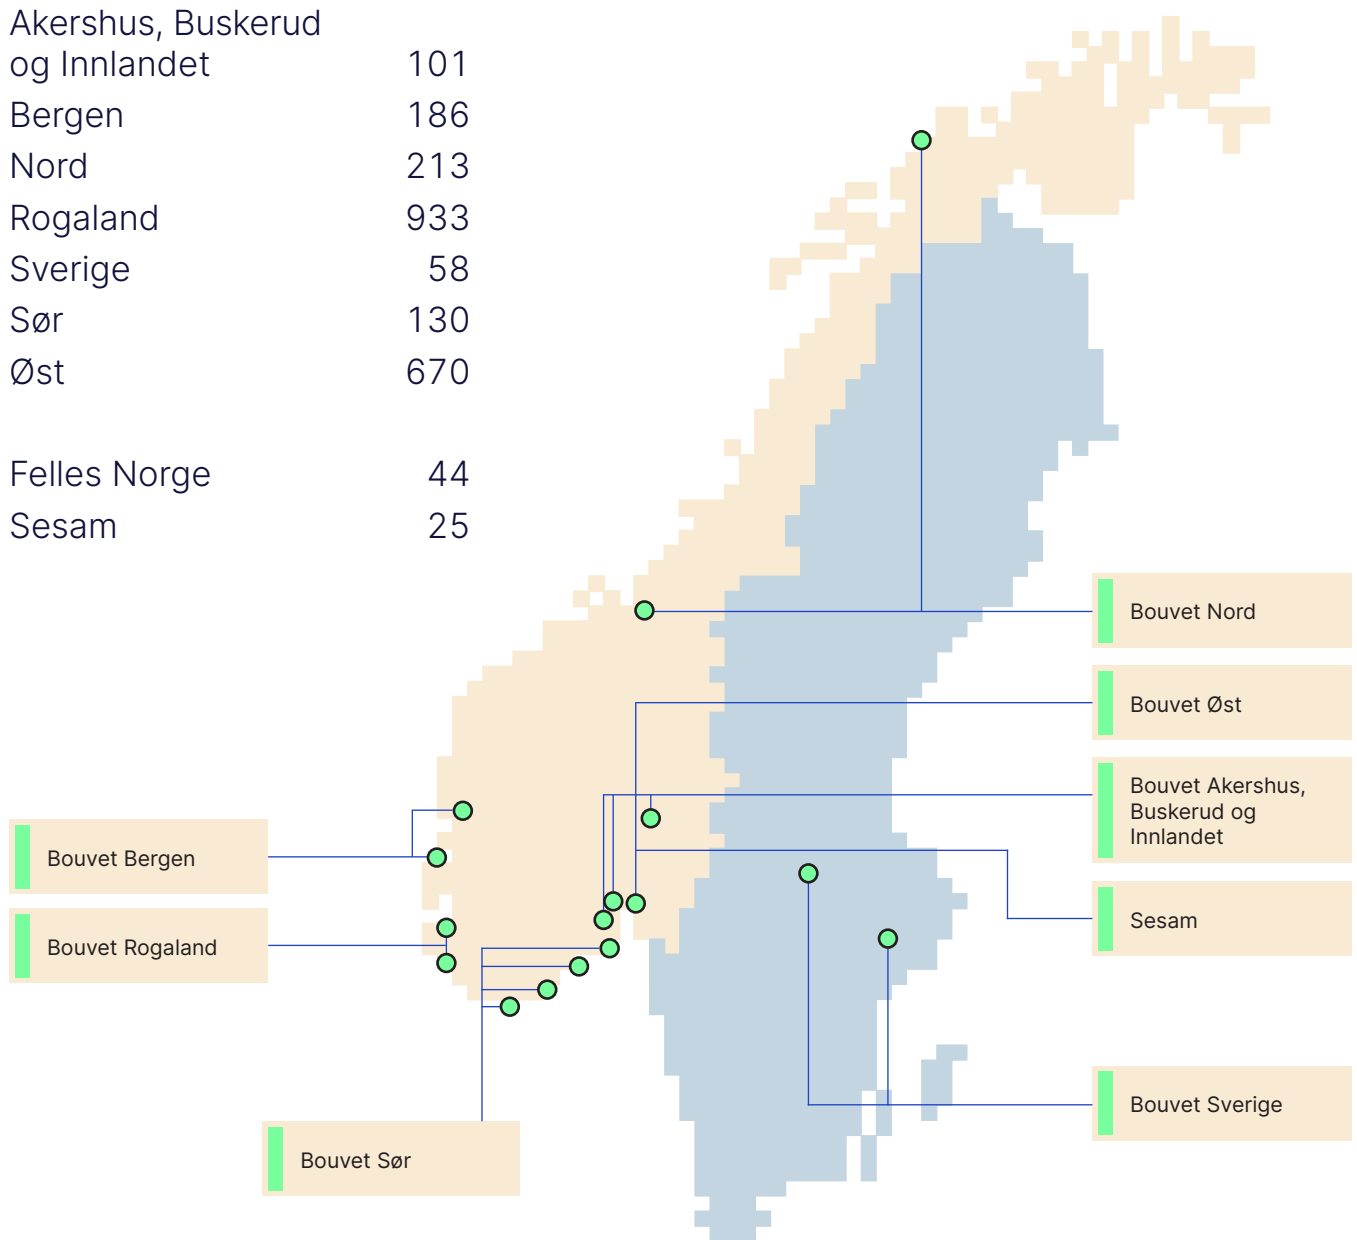 Akershus, Buskerud
og Innlandet 101
Bergen 186
Nord 213
Rogaland 933
Sverige 58
Sør 130
Øst 670
Felles Norge 44
Sesam 25
Bouvet Nord
Bouvet Øst
Bouvet Akershus,
Buskerud og
Innlandet
Bouvet Bergen
Sesam
Bouvet Rogaland
Bouvet Sverige
Bouvet Sør